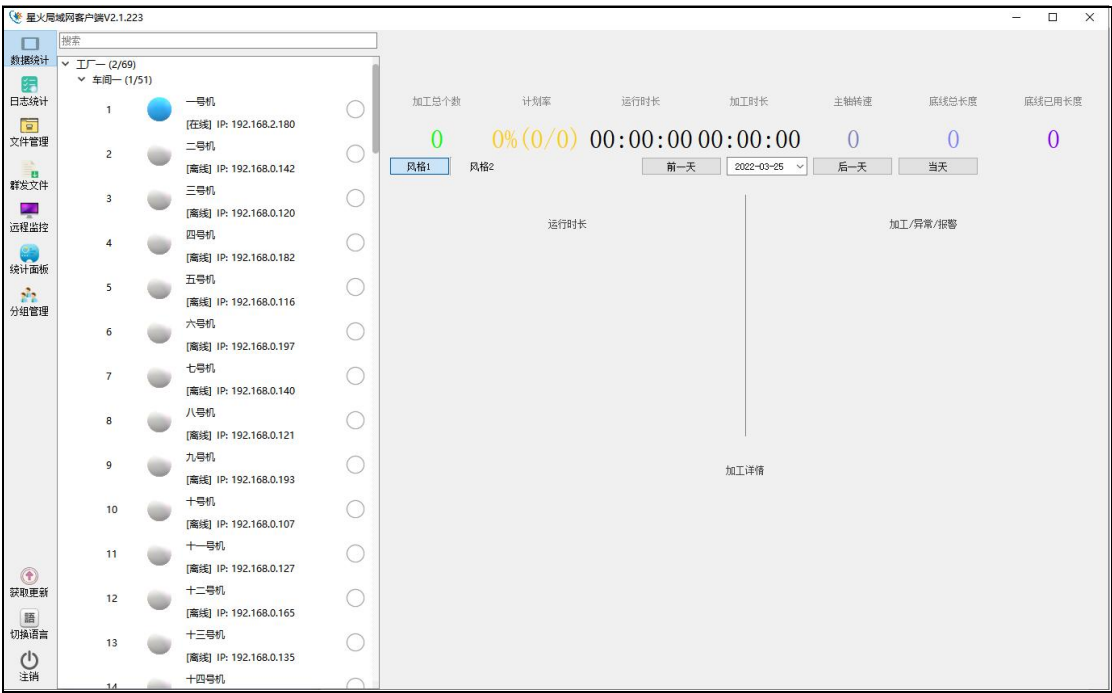 星火局域网客户端V2.1.223
数据统计
日志统计
文件管理
群发文件
远程监控
统计面板
分组管理
获取更新
語
切换语言
注销
搜索
工厂一 (2/69)
车间一 (1/51)
1
一号机
[在线] IP: 192.168.2.180
2
二号机
[离线] IP: 192.168.0.142
3
三号机
[离线] IP: 192.168.0.120
4
四号机
[离线] IP: 192.168.0.182
5
五号机
[离线] IP: 192.168.0.116
6
六号机
[离线] IP: 192.168.0.197
7
七号机
[离线] IP: 192.168.0.140
8
八号机
[离线] IP: 192.168.0.121
9
九号机
[离线] IP: 192.168.0.193
10
十号机
[离线] IP: 192.168.0.107
11
十一号机
[离线] IP: 192.168.0.127
12
十二号机
[离线] IP: 192.168.0.165
13
十三号机
[离线] IP: 192.168.0.135
14
十四号机
加工总个数 计划率 运行时长 加工时长 主轴转速 底线总长度 底线已用长度
0 0%(0/0) 00:00:00 00:00:00 0 0 0
风格1 风格2 前一天 2022-03-25 后一天 当天
运行时长 加工/异常/报警
加工详情